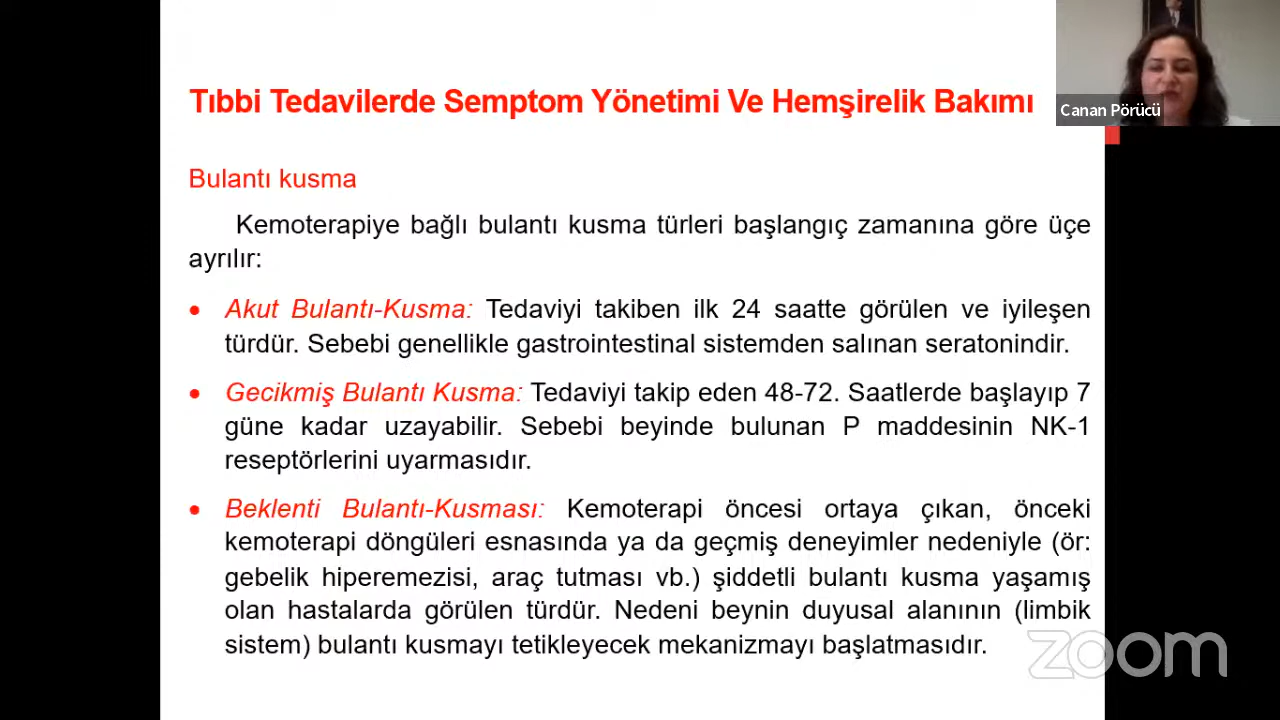 Tıbbi Tedavilerde Semptom Yönetimi Ve Hemşirelik Bakımı
Canan Pörücü
Bulantı kusma
Kemoterapiye bağlı bulantı kusma türleri başlangıç zamanına göre üçe
ayrılır:
• Akut Bulantı-Kusma: Tedaviyi takiben ilk 24 saatte görülen ve iyileşen
türdür. Sebebi genellikle gastrointestinal sistemden salınan seratonindir.
• Gecikmiş Bulantı Kusma: Tedaviyi takip eden 48-72. Saatlerde başlayıp 7
güne kadar uzayabilir. Sebebi beyinde bulunan P maddesinin NK-1
reseptörlerini uyarmasıdır.
• Beklenti Bulantı-Kusması: Kemoterapi öncesi ortaya çıkan, önceki
kemoterapi döngüleri esnasında ya da geçmiş deneyimler nedeniyle (ör:
gebelik hiperemezisi, araç tutması vb.) şiddetli bulantı kusma yaşamış
olan hastalarda görülen türdür. Nedeni beynin duyusal alanının (limbik
sistem) bulantı kusmayı tetikleyecek mekanizmayı başlatmasıdır.
zoom